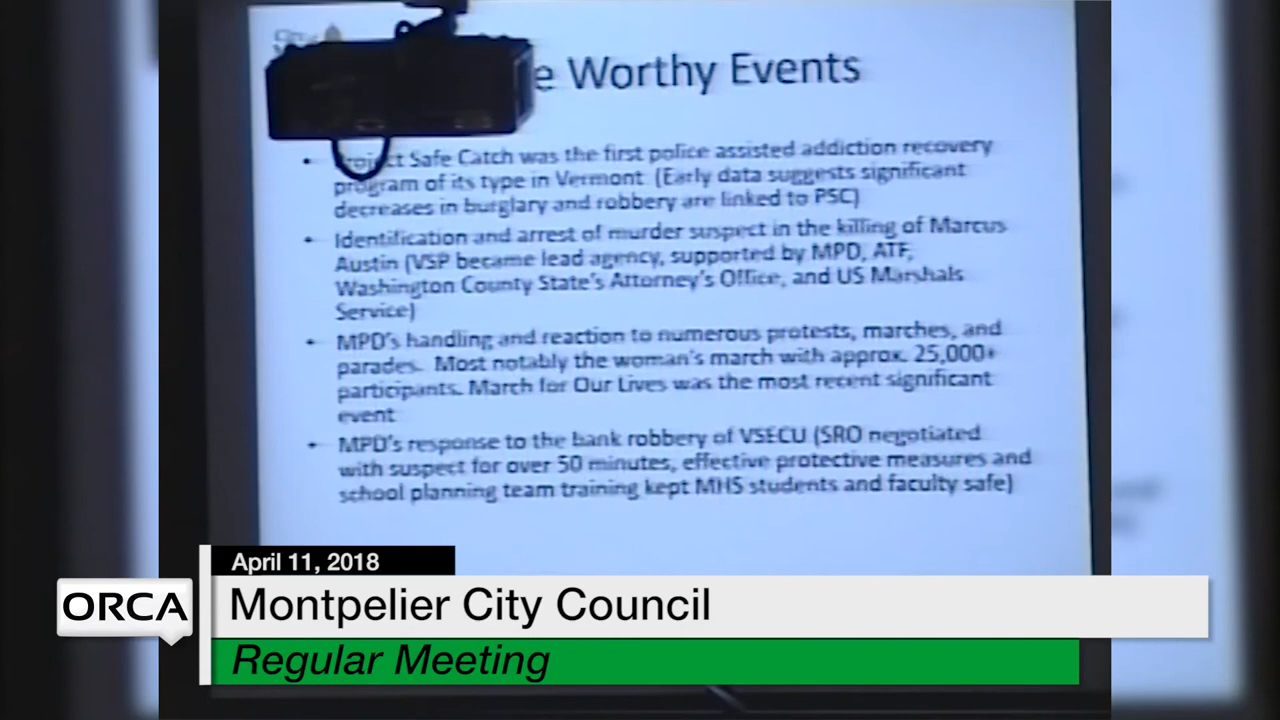 City of
e Worthy Events
• Project Safe Catch was the first police assisted addiction recovery
program of its type in Vermont (Early data suggests significant
decreases in burglary and robbery are linked to PSC)
• Identification and arrest of murder suspect in the killing of Marcus
Austin (VSP became lead agency, supported by MPD, ATF,
Washington County State's Attorney's Office, and US Marshals
Service)
• MPD's handling and reaction to numerous protests, marches, and
parades. Most notably the woman's march with approx. 25,000+
participants. March for Our Lives was the most recent significant
event
• MPD's response to the bank robbery of VSECU (SRO negotiated
with suspect for over 50 minutes, effective protective measures and
school planning team training kept MHS students and faculty safe)
April 11, 2018
ORCA
Montpelier City Council
Regular Meeting